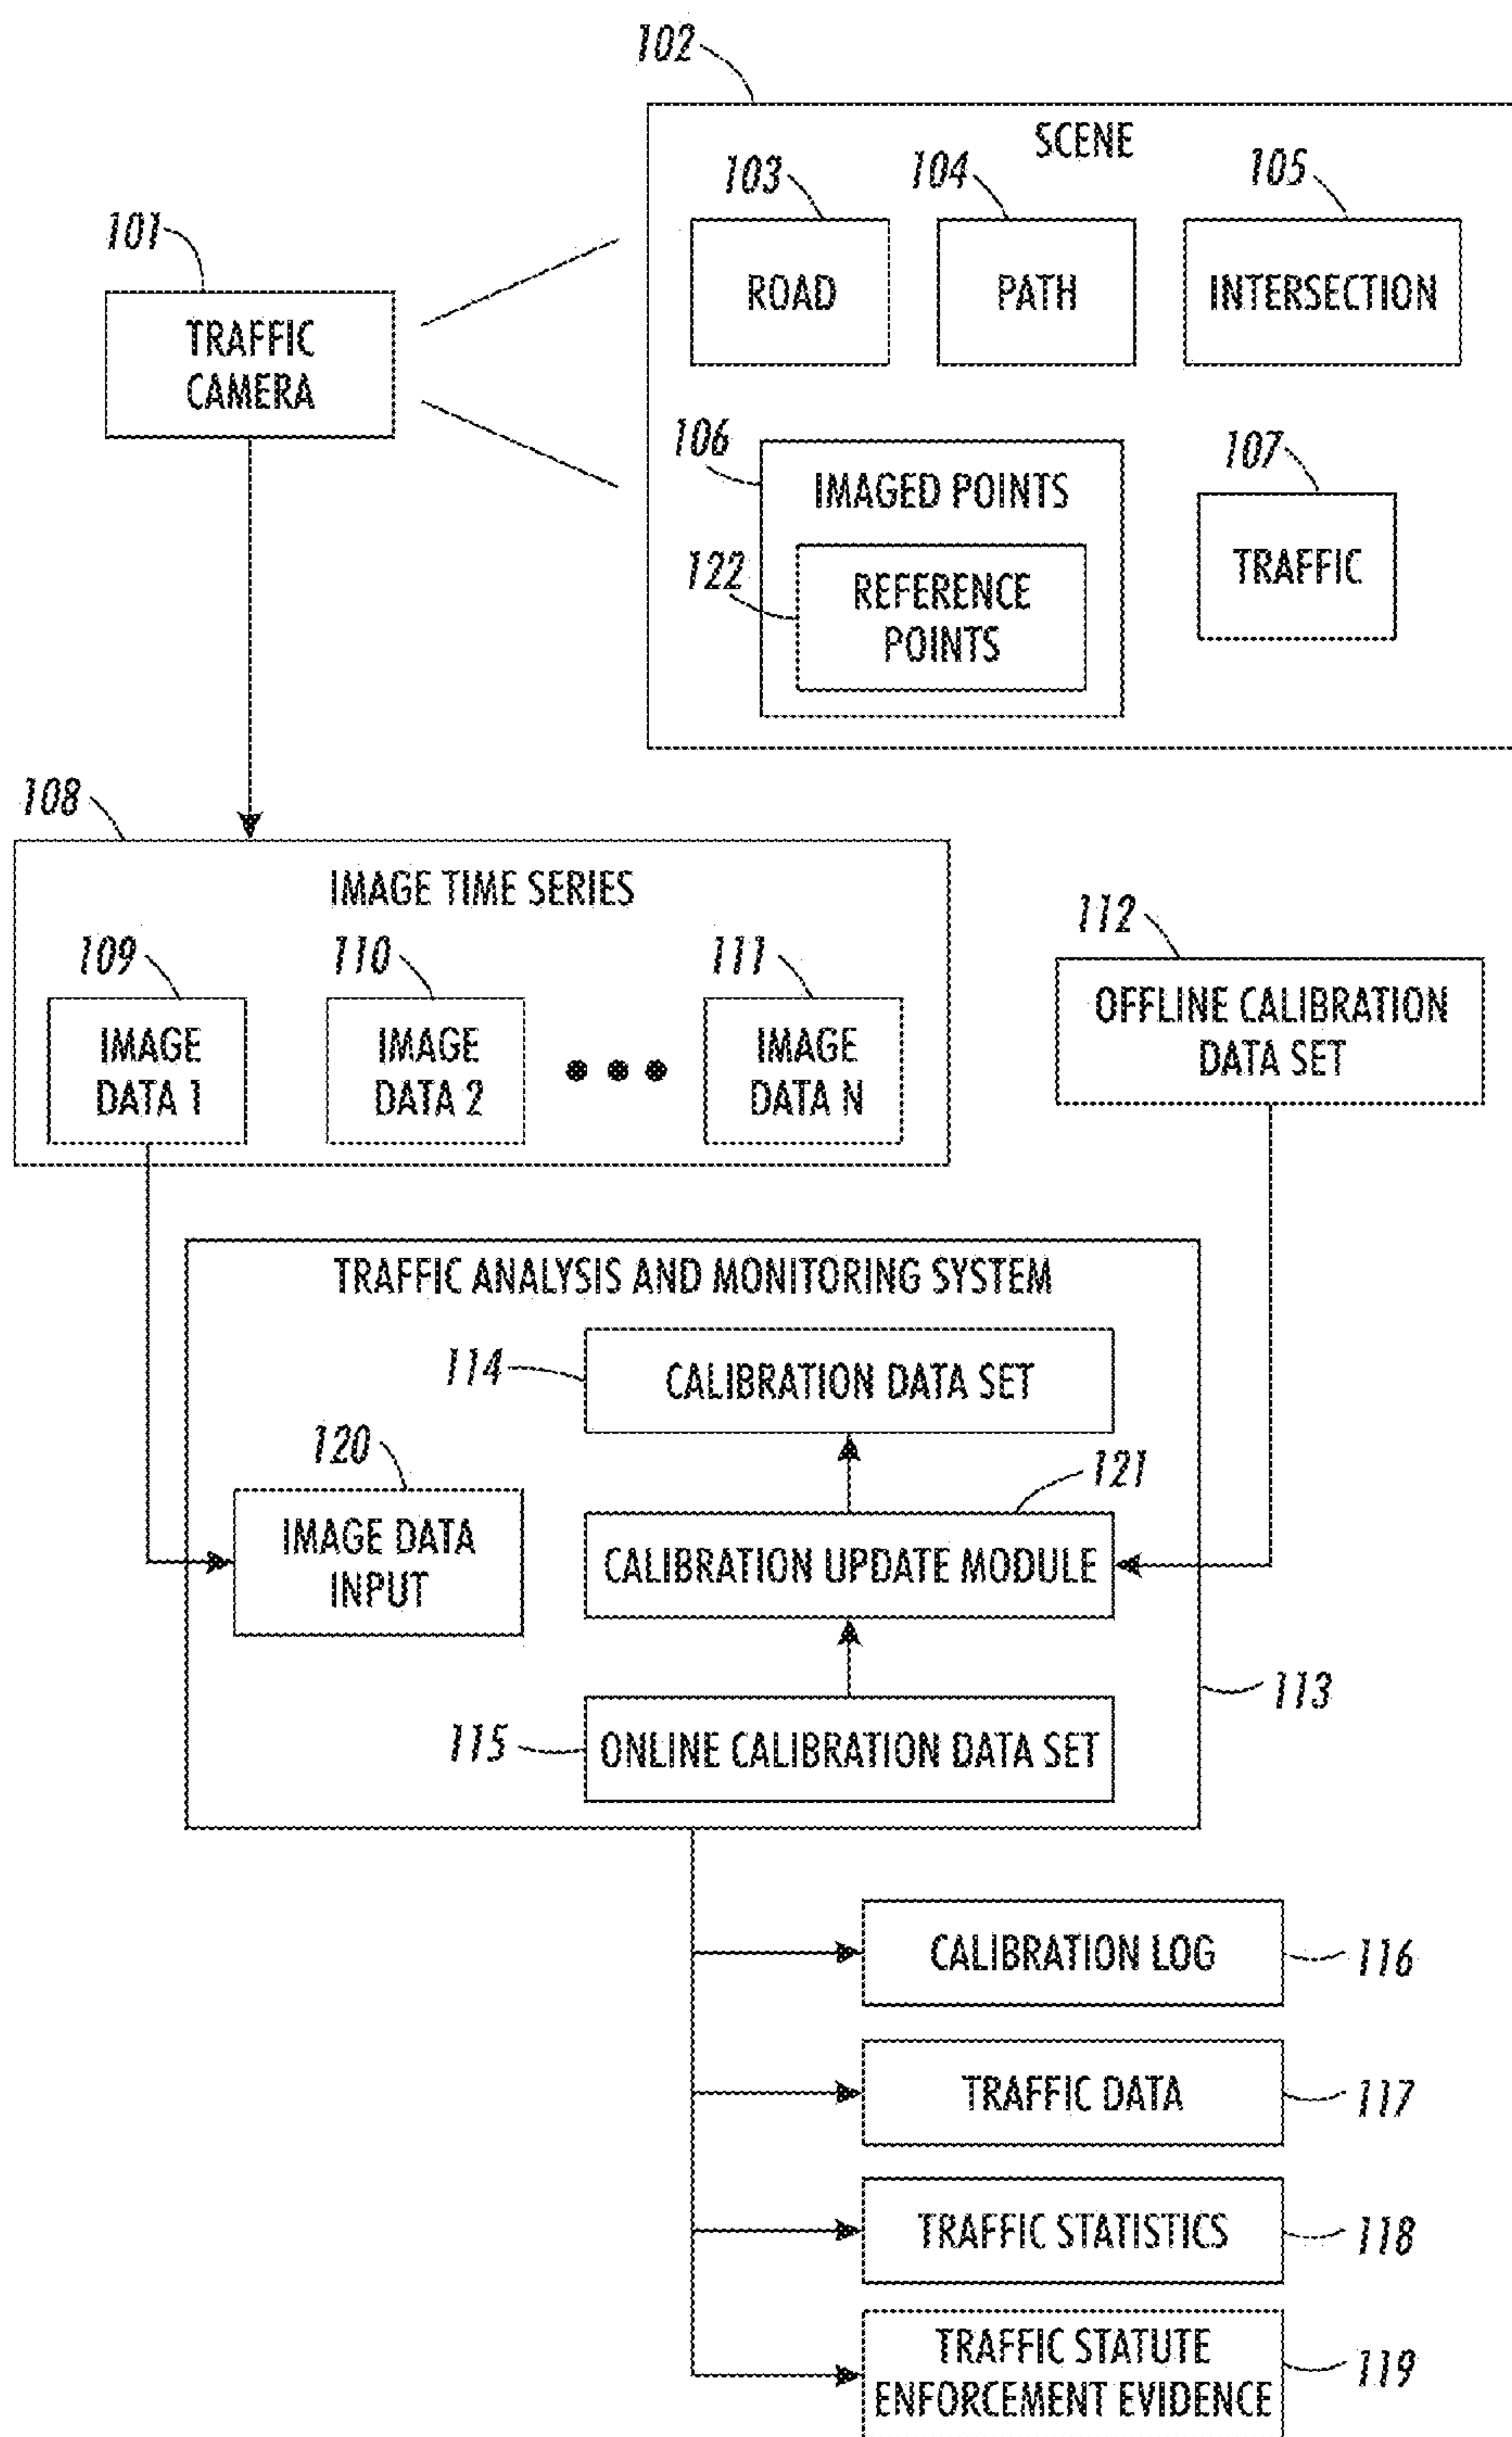 102
SCENE
103
104
105
101
ROAD
PATH
INTERSECTION
TRAFFIC
CAMERA
106
IMAGED POINTS
107
122
REFERENCE
POINTS
TRAFFIC
108
IMAGE TIME SERIES
112
109
110
111
OFFLINE CALIBRATION
DATA SET
IMAGE
DATA 1
IMAGE
DATA 2
IMAGE
DATA N
TRAFFIC ANALYSIS AND MONITORING SYSTEM
114
CALIBRATION DATA SET
120
121
IMAGE DATA
INPUT
CALIBRATION UPDATE MODULE
113
115
ONLINE CALIBRATION DATA SET
CALIBRATION LOG
116
TRAFFIC DATA
117
TRAFFIC STATISTICS
118
TRAFFIC STATUTE
ENFORCEMENT EVIDENCE
119